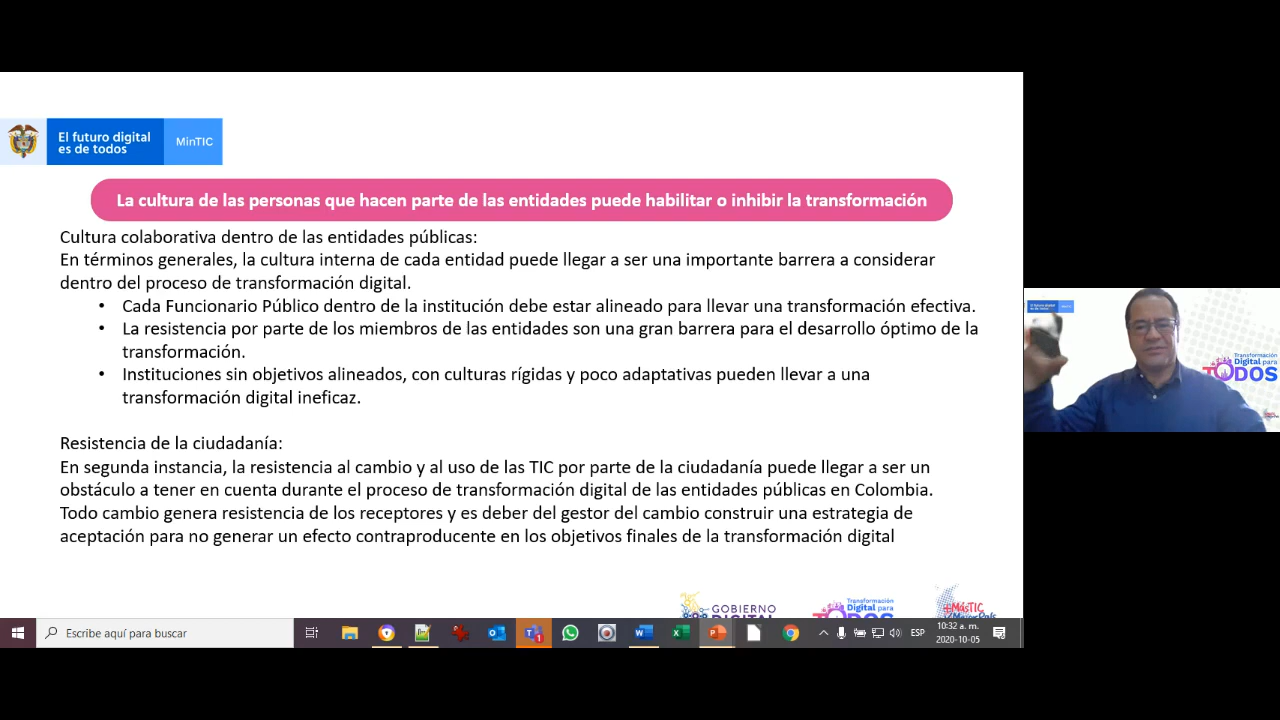 El futuro digital
es de todos
MinTIC
La cultura de las personas que hacen parte de las entidades puede habilitar o inhibir la transformación
Cultura colaborativa dentro de las entidades públicas:
En términos generales, la cultura interna de cada entidad puede llegar a ser una importante barrera a considerar
dentro del proceso de transformación digital.
• Cada Funcionario Público dentro de la institución debe estar alineado para llevar una transformación efectiva.
• La resistencia por parte de los miembros de las entidades son una gran barrera para el desarrollo óptimo de la
transformación.
• Instituciones sin objetivos alineados, con culturas rígidas y poco adaptativas pueden llevar a una
transformación digital ineficaz.
Resistencia de la ciudadanía:
En segunda instancia, la resistencia al cambio y al uso de las TIC por parte de la ciudadanía puede llegar a ser un
obstáculo a tener en cuenta durante el proceso de transformación digital de las entidades públicas en Colombia.
Todo cambio genera resistencia de los receptores y es deber del gestor del cambio construir una estrategia de
aceptación para no generar un efecto contraproducente en los objetivos finales de la transformación digital
GOBIERNO
DIGITAL
Transformación
Digital para
+MásTIC
Escribe aquí para buscar
1
ESP
10:32 a. m.
2020-10-05
Transformación
Digital para
TODOS